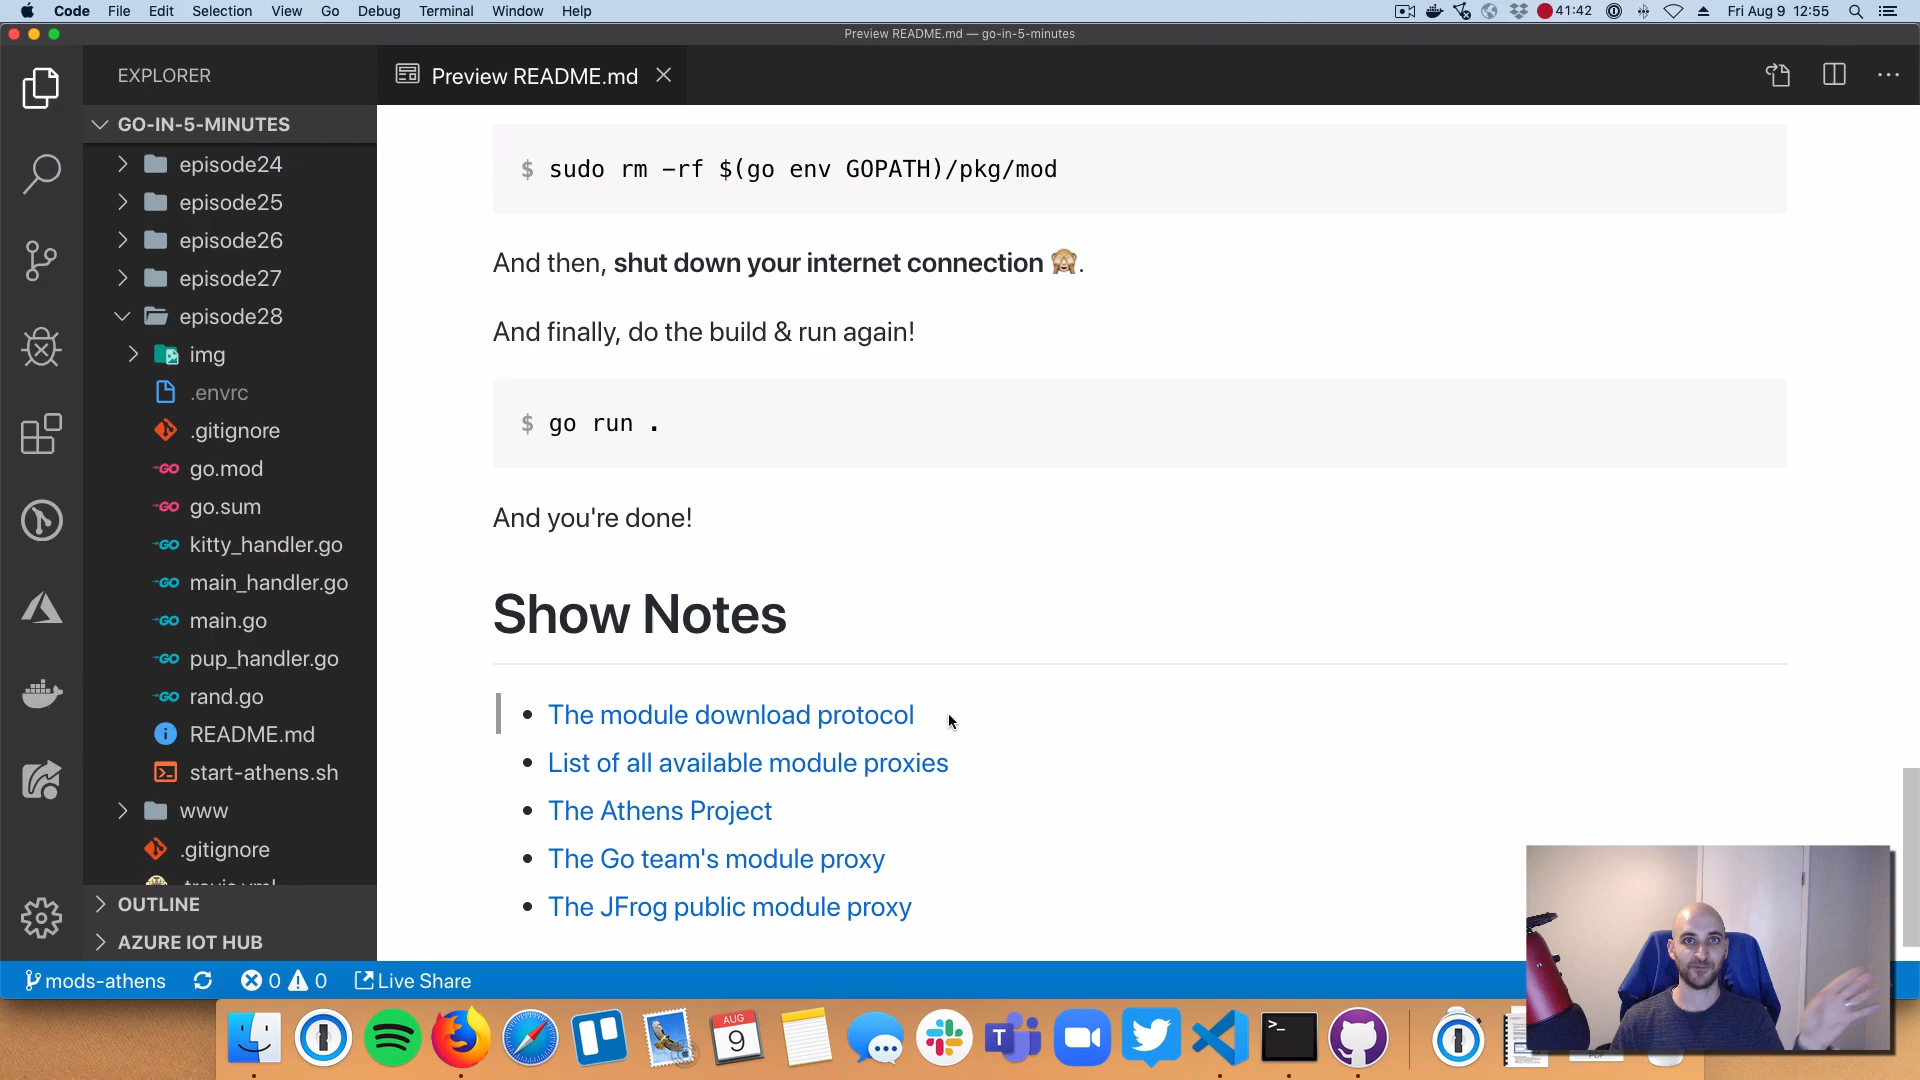 Code File Edit Selection View Go Debug Terminal Window Help 41:42 Fri Aug 9 12:55
Preview README.md — go-in-5-minutes
EXPLORER
Preview README.md
GO-IN-5-MINUTES
episode24
episode25
episode26
episode27
episode28
img
.envrc
.gitignore
go.mod
go.sum
kitty_handler.go
main_handler.go
main.go
pup_handler.go
rand.go
README.md
start-athens.sh
www
.gitignore
.travis.yml
OUTLINE
AZURE IOT HUB
$ sudo rm -rf $(go env GOPATH)/pkg/mod
And then, shut down your internet connection 🙈.
And finally, do the build & run again!
$ go run .
And you're done!
Show Notes
• The module download protocol
• List of all available module proxies
• The Athens Project
• The Go team's module proxy
• The JFrog public module proxy
mods-athens 0 0 Live Share
AUG
9